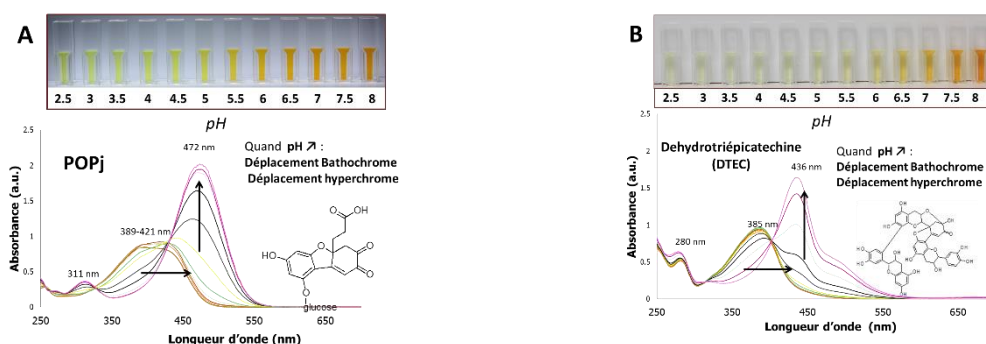 A
2.5 3 3.5 4 4.5 5 5.5 6 6.5 7 7.5 8
pH
2.5
2
1.5
1
0.5
0
Absorbance (a.u.)
POPj
472 nm
389-421 nm
311 nm
Quand pH ↗ :
Déplacement Bathochrome
Déplacement hyperchrome
OH
O
HO
O
O
O
O
glucose
250 350 450 550 650
Longueur d'onde (nm)
B
2.5 3 3.5 4 4.5 5 5.5 6 6.5 7 7.5 8
pH
2.5
2
1.5
1
0.5
0
Absorbance (a.u.)
Dehydrotriépicatechine
(DTEC)
436 nm
385 nm
280 nm
Quand pH ↗ :
Déplacement Bathochrome
Déplacement hyperchrome
250 350 450 550 650
Longueur d'onde (nm)